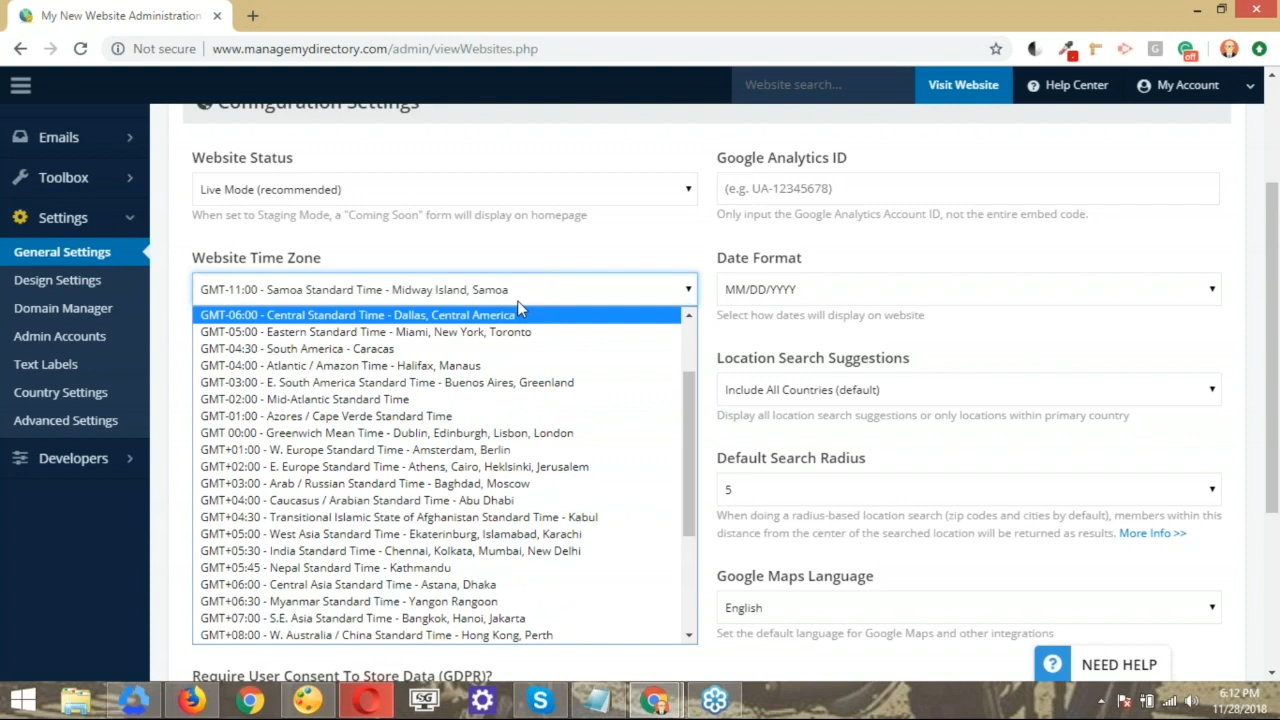 My New Website Administration
Not secure
www.managemydirectory.com/admin/viewWebsites.php
off
Website search...
Visit Website
Help Center
My Account
Configuration Settings
Emails
Toolbox
Settings
General Settings
Design Settings
Domain Manager
Admin Accounts
Text Labels
Country Settings
Advanced Settings
Developers
Website Status
Live Mode (recommended)
When set to Staging Mode, a "Coming Soon" form will display on homepage
Website Time Zone
GMT-11:00 - Samoa Standard Time - Midway Island, Samoa
GMT-06:00 - Central Standard Time - Dallas, Central America
GMT-05:00 - Eastern Standard Time - Miami, New York, Toronto
GMT-04:30 - South America - Caracas
GMT-04:00 - Atlantic / Amazon Time - Halifax, Manaus
GMT-03:00 - E. South America Standard Time - Buenos Aires, Greenland
GMT-02:00 - Mid-Atlantic Standard Time
GMT-01:00 - Azores / Cape Verde Standard Time
GMT 00:00 - Greenwich Mean Time - Dublin, Edinburgh, Lisbon, London
GMT+01:00 - W. Europe Standard Time - Amsterdam, Berlin
GMT+02:00 - E. Europe Standard Time - Athens, Cairo, Heklsinki, Jerusalem
GMT+03:00 - Arab / Russian Standard Time - Baghdad, Moscow
GMT+04:00 - Caucasus / Arabian Standard Time - Abu Dhabi
GMT+04:30 - Transitional Islamic State of Afghanistan Standard Time - Kabul
GMT+05:00 - West Asia Standard Time - Ekaterinburg, Islamabad, Karachi
GMT+05:30 - India Standard Time - Chennai, Kolkata, Mumbai, New Delhi
GMT+05:45 - Nepal Standard Time - Kathmandu
GMT+06:00 - Central Asia Standard Time - Astana, Dhaka
GMT+06:30 - Myanmar Standard Time - Yangon Rangoon
GMT+07:00 - S.E. Asia Standard Time - Bangkok, Hanoi, Jakarta
GMT+08:00 - W. Australia / China Standard Time - Hong Kong, Perth
Require User Consent To Store Data (GDPR)?
Google Analytics ID
(e.g. UA-12345678)
Only input the Google Analytics Account ID, not the entire embed code.
Date Format
MM/DD/YYYY
Select how dates will display on website
Location Search Suggestions
Include All Countries (default)
Display all location search suggestions or only locations within primary country
Default Search Radius
5
When doing a radius-based location search (zip codes and cities by default), members within this
distance from the center of the searched location will be returned as results. More Info >>
Google Maps Language
English
Set the default language for Google Maps and other integrations
NEED HELP
SG
6:12 PM
11/28/2018